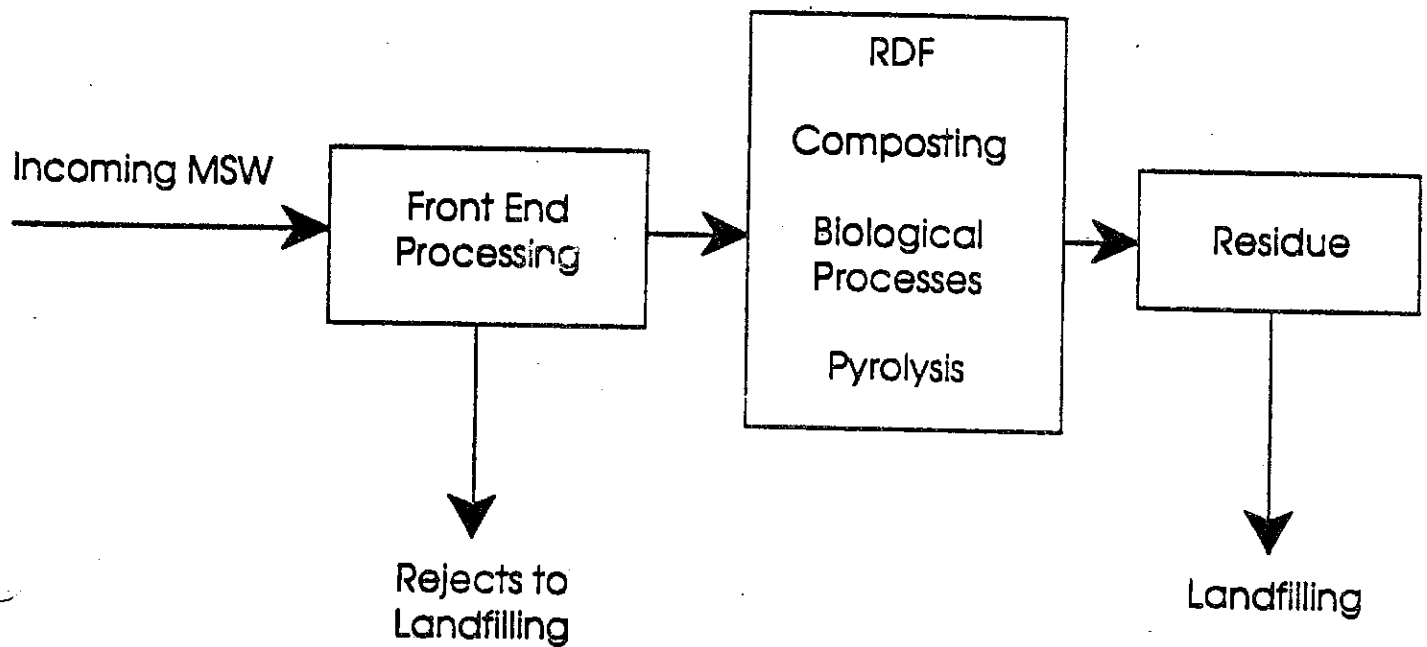 Incoming MSW
Front End
Processing
Rejects to
Landfilling
RDF
Composting
Biological
Processes
Pyrolysis
Residue
Landfilling